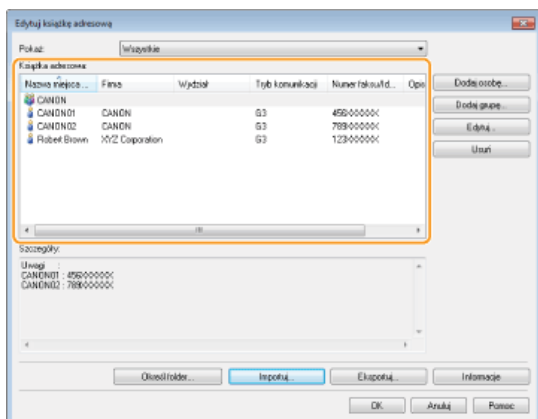 Edytuj książkę adresową
Pokaż: Wszystkie
Książka adresowa:
Nazwa miejsca ... Firma Wydział Tryb komunikacji Numer faksu/Id... Opis
CANON
CANON01 CANON G3 456XXXXXX
CANON02 CANON G3 789XXXXXX
Robert Brown XYZ Corporation G3 123XXXXXX
Dodaj osobę...
Dodaj grupę...
Edytuj...
Usuń
Szczegóły:
Uwagi :
CANON01 : 456XXXXXX
CANON02 : 789XXXXXX
Określ folder... Importuj... Eksportuj... Informacje
OK Anuluj Pomoc